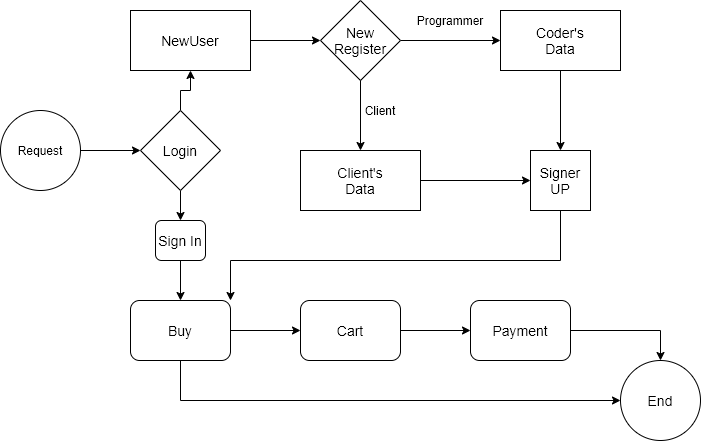 Programmer
NewUser
New
Register
Coder's
Data
Client
Request
Login
Client's
Data
Signer
UP
Sign In
Buy
Cart
Payment
End